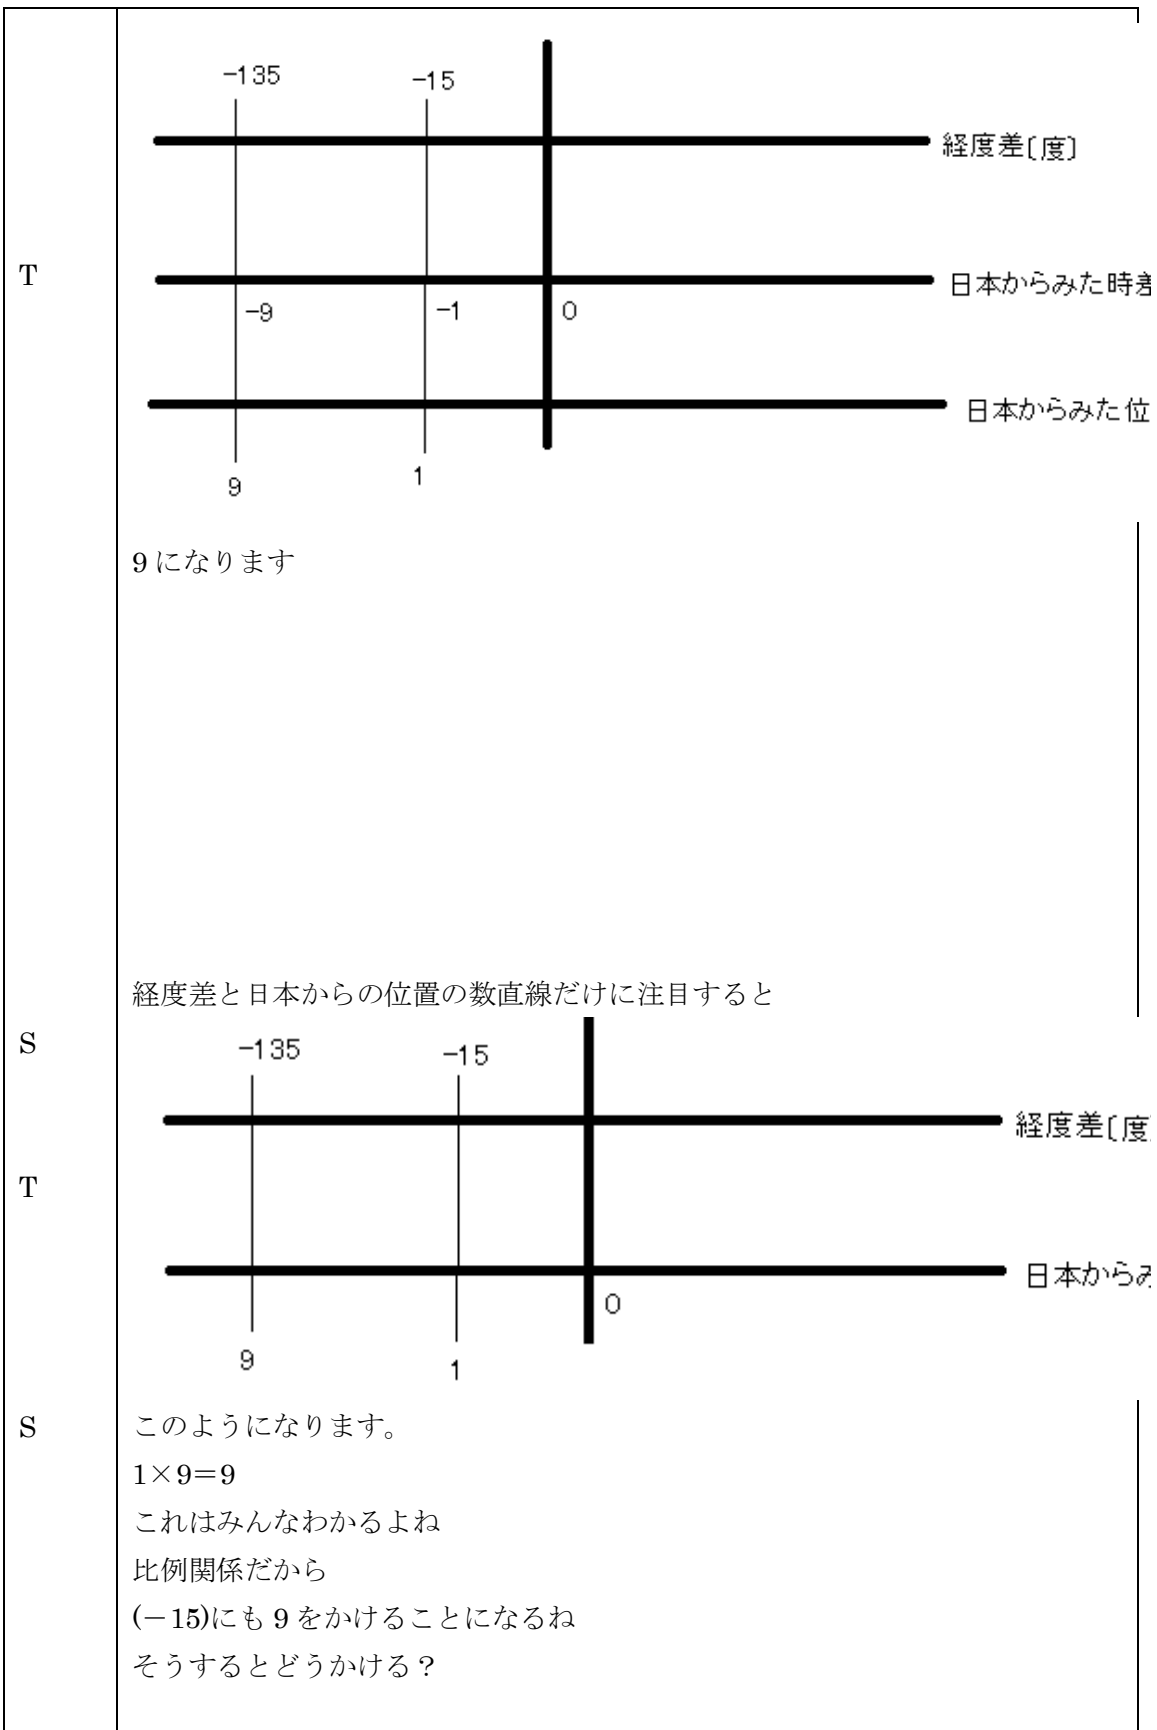 -135
-15
経度差[度]
T
日本からみた時差
-9
-1
0
日本からみた位
9
1
9になります
経度差と日本からの位置の数直線だけに注目すると
S
-135
-15
経度差[度]
T
日本からみ
0
9
1
S
このようになります。
1×9=9
これはみんなわかるよね
比例関係だから
(-15)にも9をかけることになるね
そうするとどうかける?